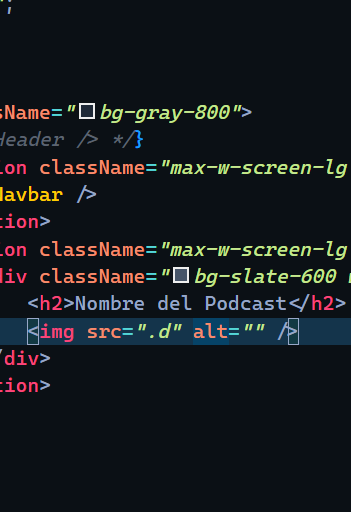 ";
sName="bg-gray-800">
Header /> */}
ion className="max-w-screen-lg
Navbar />
tion>
ion className="max-w-screen-lg
div className="bg-slate-600
<h2>Nombre del Podcast</h2>
<img src=".d" alt="" />
/div>
tion>